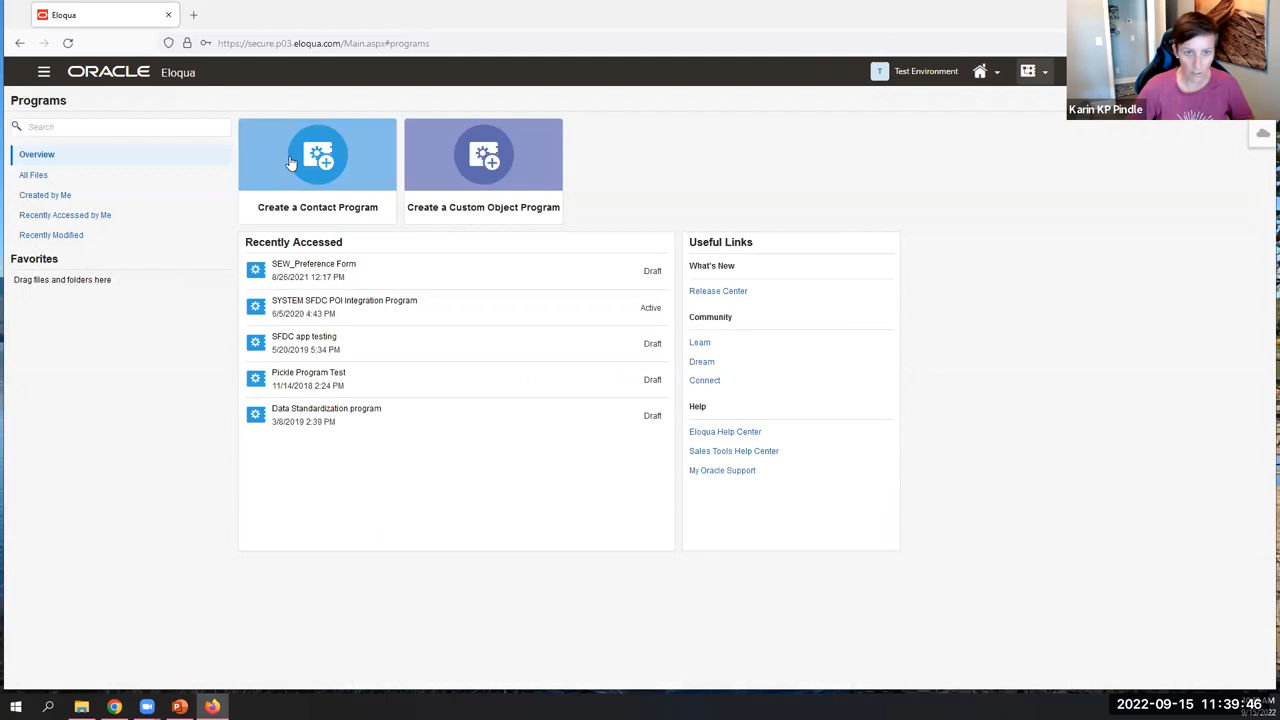 Eloqua
https://secure.p03.eloqua.com/Main.aspx#programs
ORACLE Eloqua
T Test Environment
Karin KP Pindle
Programs
Search
Overview
All Files
Created by Me
Recently Accessed by Me
Recently Modified
Favorites
Drag files and folders here
Create a Contact Program
Create a Custom Object Program
Recently Accessed
SEW_Preference Form
8/26/2021 12:17 PM
Draft
SYSTEM SFDC POI Integration Program
6/5/2020 4:43 PM
Active
SFDC app testing
5/20/2019 5:34 PM
Draft
Pickle Program Test
11/14/2018 2:24 PM
Draft
Data Standardization program
3/8/2019 2:39 PM
Draft
Useful Links
What's New
Release Center
Community
Learn
Dream
Connect
Help
Eloqua Help Center
Sales Tools Help Center
My Oracle Support
2022-09-15 11:39:46